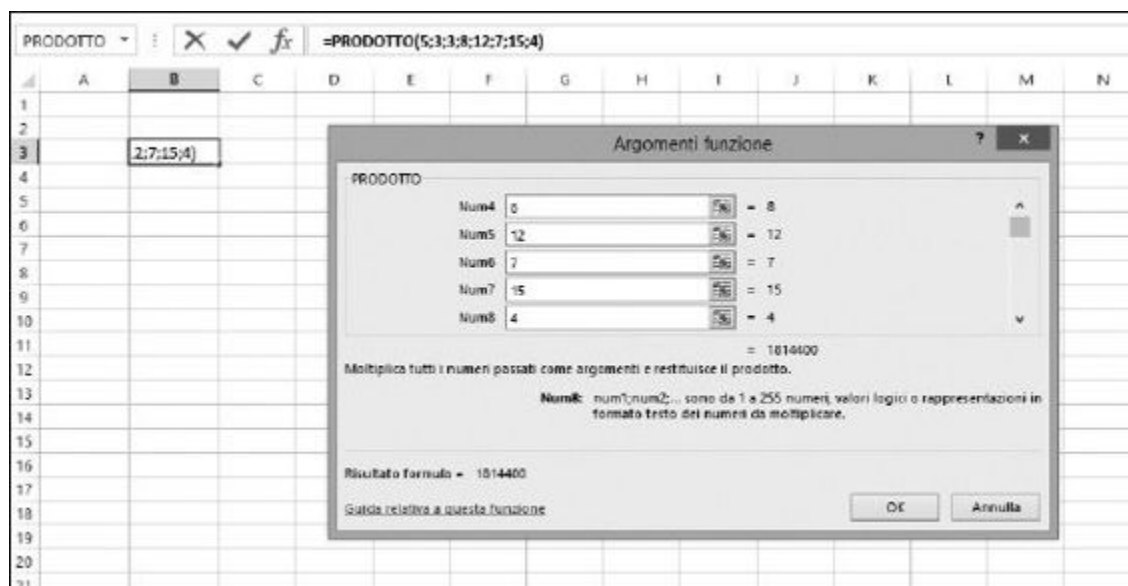 PRODOTTO fx =PRODOTTO(5;3;3;8;12;7;15;4)
A B C D E F G H I J K L M N
1
2
3 2;7;15;4)
4
5
6
7
8
9
10
11
12
13
14
15
16
17
18
19
20
21
Argomenti funzione ? ×
PRODOTTO
Num4 8 = 8
Num5 12 = 12
Num6 7 = 7
Num7 15 = 15
Num8 4 = 4
= 1814400
Moltiplica tutti i numeri passati come argomenti e restituisce il prodotto.
Num8: num1;num2;... sono da 1 a 255 numeri, valori logici o rappresentazioni in
formato testo dei numeri da moltiplicare.
Risultato formula = 1814400
Guida relativa a questa funzione
OK Annulla